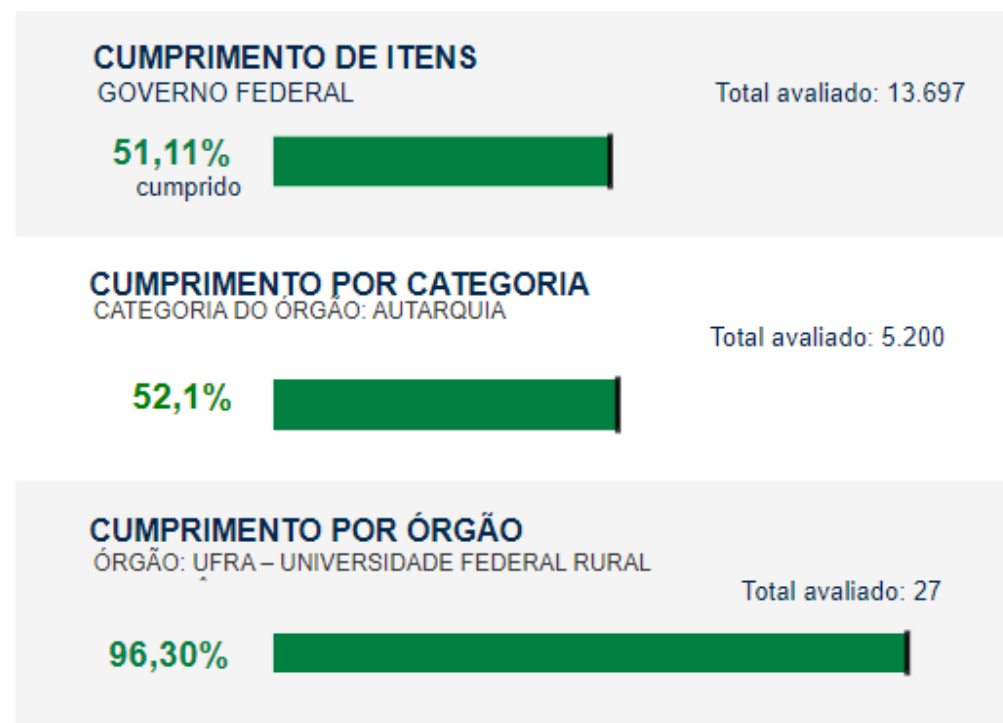 CUMPRIMENTO DE ITENS
GOVERNO FEDERAL
Total avaliado: 13.697
51,11%
cumprido
CUMPRIMENTO POR CATEGORIA
CATEGORIA DO ÓRGÃO: AUTARQUIA
Total avaliado: 5.200
52,1%
CUMPRIMENTO POR ÓRGÃO
ÓRGÃO: UFRA – UNIVERSIDADE FEDERAL RURAL
Total avaliado: 27
96,30%